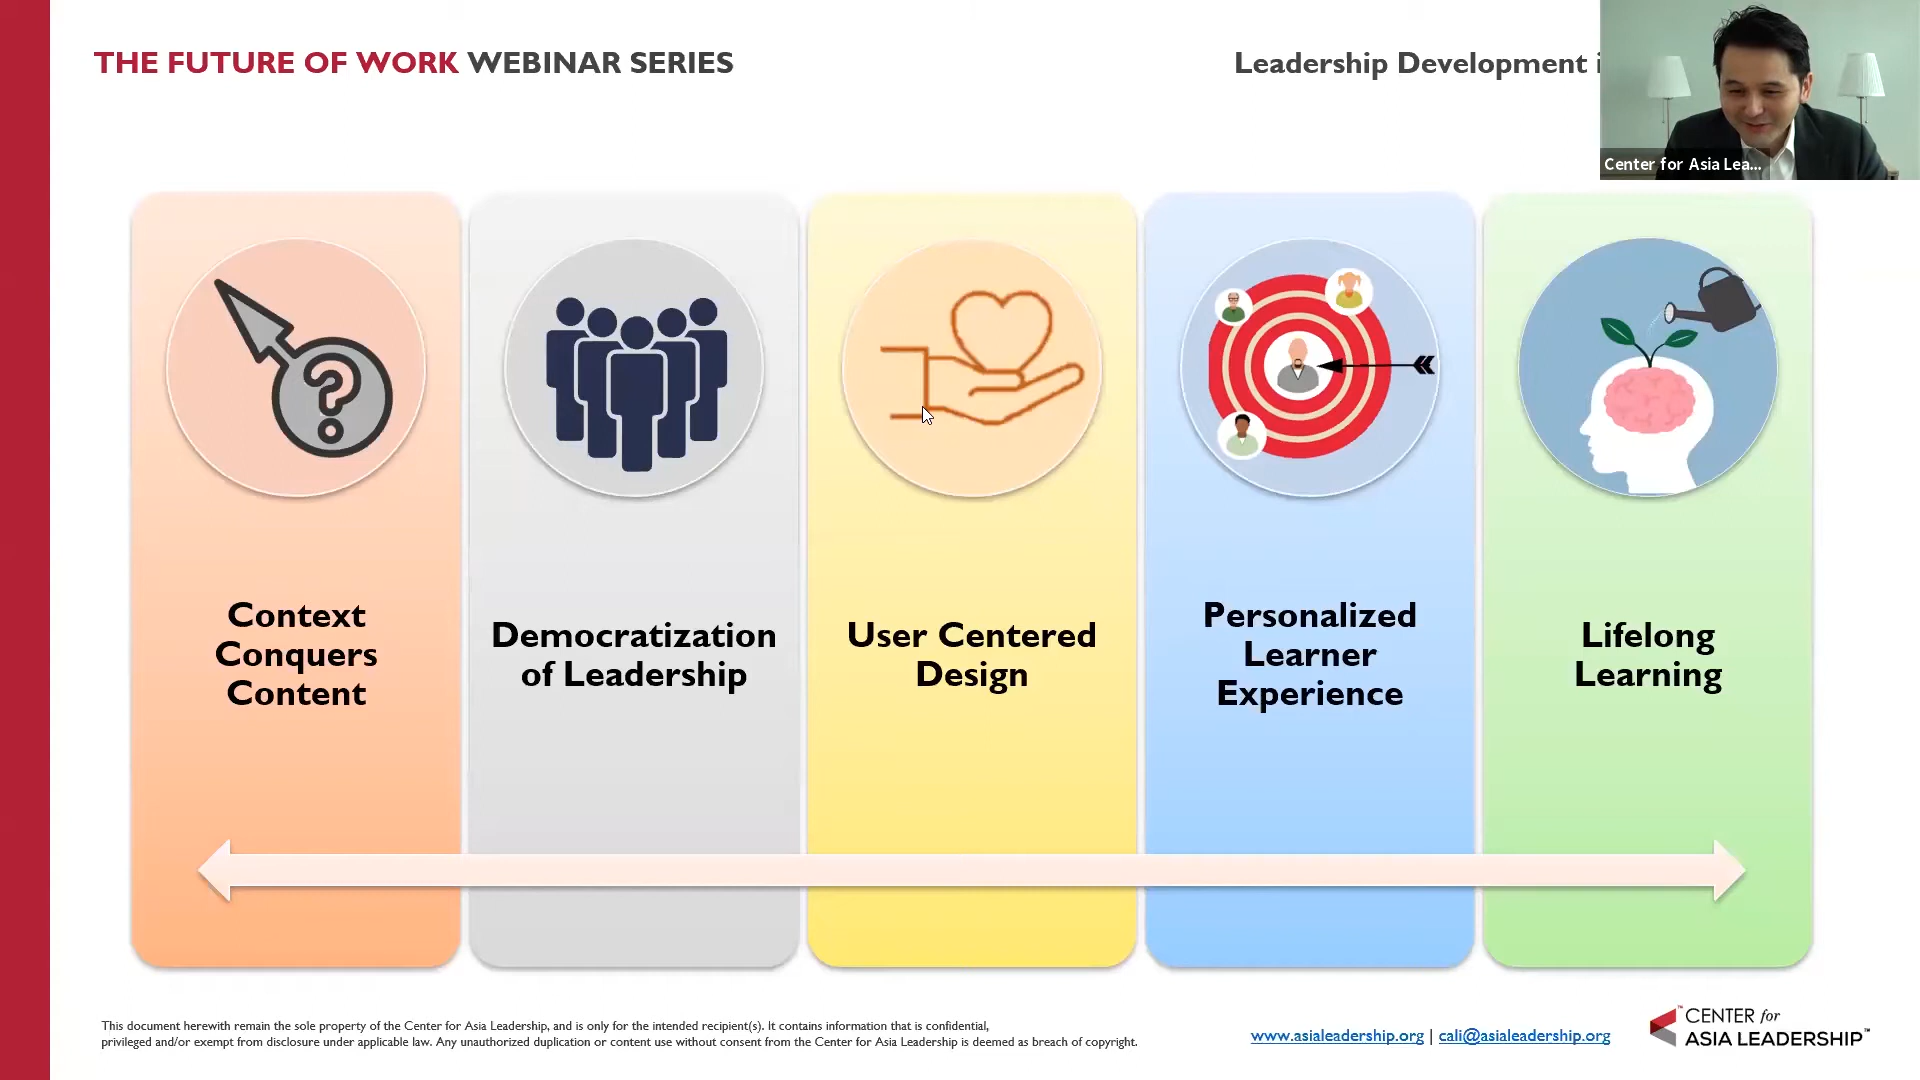 THE FUTURE OF WORK WEBINAR SERIES
Leadership Development
Center for Asia Lea...
?
Context
Conquers
Content
Democratization
of Leadership
User Centered
Design
Personalized
Learner
Experience
Lifelong
Learning
This document herewith remain the sole property of the Center for Asia Leadership, and is only for the intended recipient(s). It contains information that is confidential,
privileged and/or exempt from disclosure under applicable law. Any unauthorized duplication or content use without consent from the Center for Asia Leadership is deemed as breach of copyright.
www.asialeadership.org | cali@asialeadership.org
™CENTER for
ASIA LEADERSHIP™